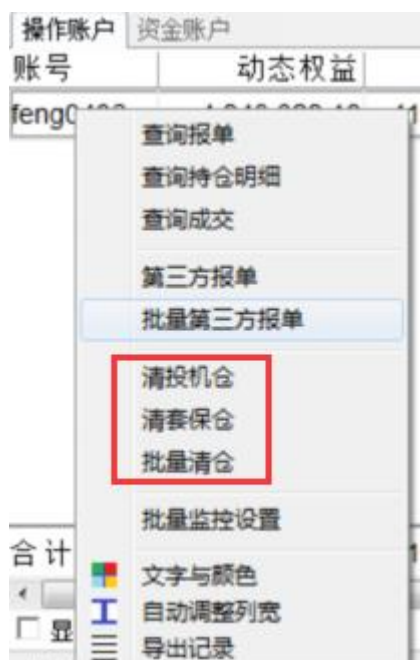 操作账户 资金账户
账号 动态权益
查询报单
查询持仓明细
查询成交
第三方报单
批量第三方报单
清投机仓
清套保仓
批量清仓
批量监控设置
合计
文字与颜色
自动调整列宽
显
导出记录